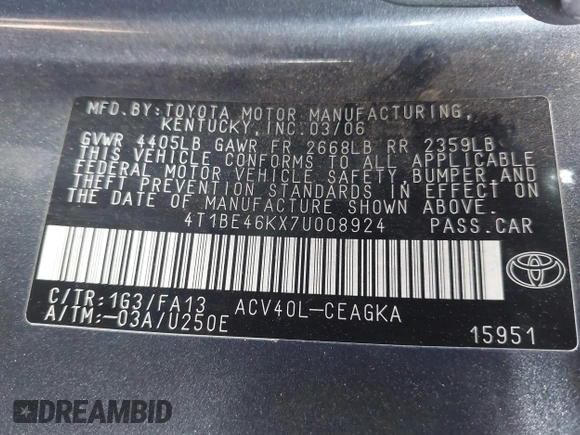 MFD.BY:TOYOTA MOTOR MANUFACTURING,
KENTUCKY, INC.03/06
GVWR 4405LB GAWR FR 2668LB RR 2359LB
THIS VEHICLE CONFORMS TO ALL APPLICABLE
FEDERAL MOTOR VEHICLE SAFETY, BUMPER AND
THEFT PREVENTION STANDARDS IN EFFECT ON
THE DATE OF MANUFACTURE SHOWN ABOVE.
4T1BE46KX7U008924 PASS.CAR
C/TR:1G3/FA13 ACV40L-CEAGKA
A/TM:-03A/U250E
TOYOTA
15951
DREAMBID